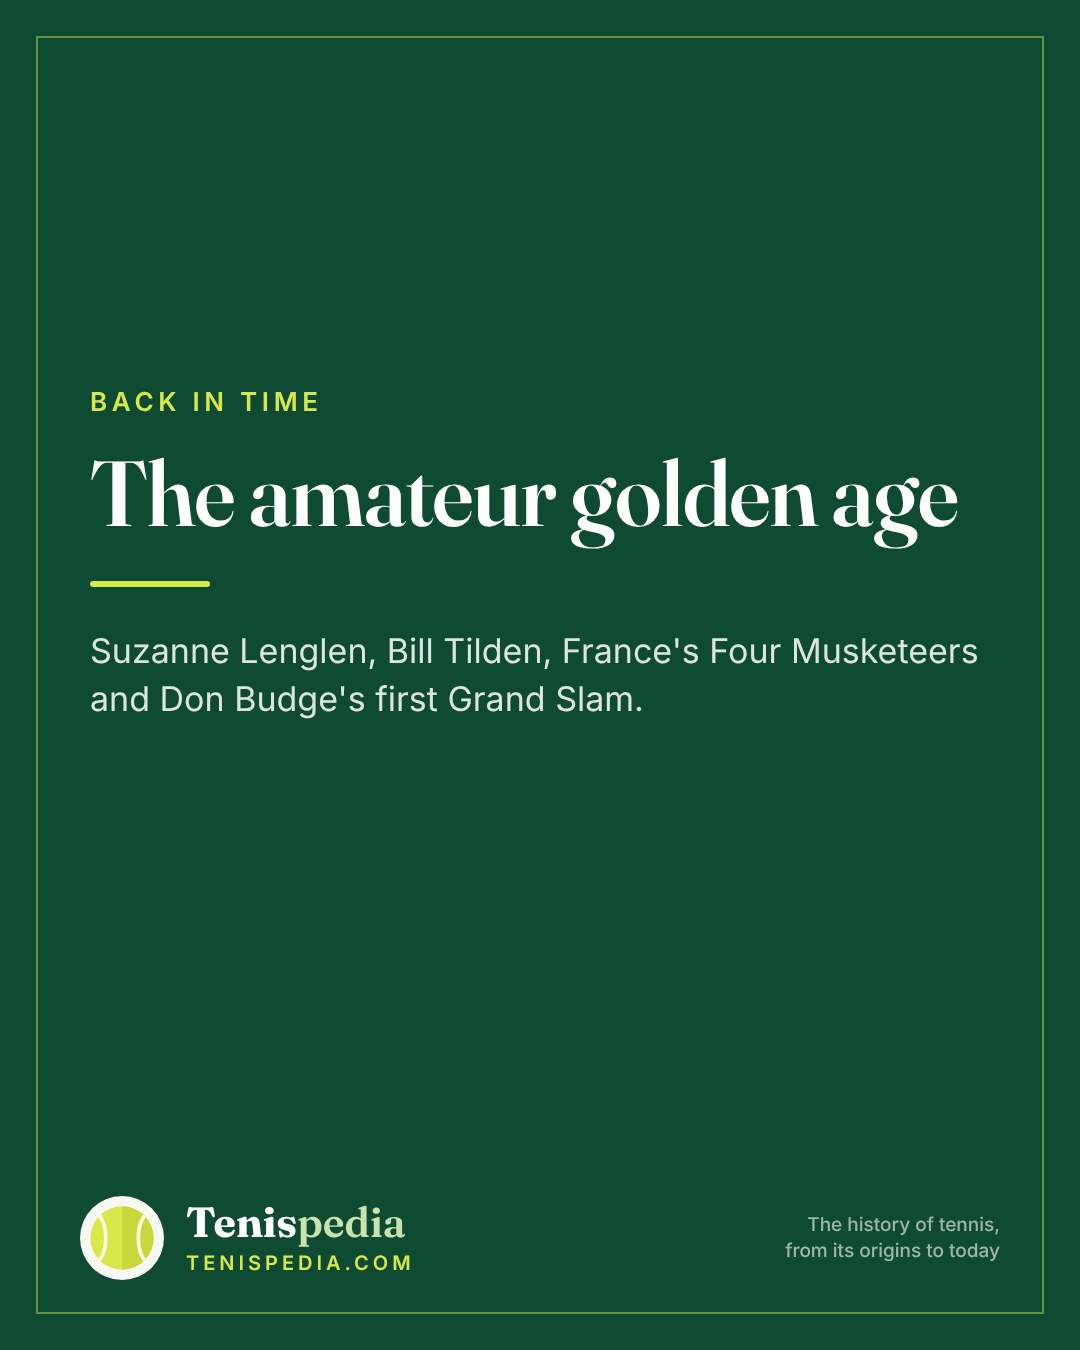 BACK IN TIME
The amateur golden age
Suzanne Lenglen, Bill Tilden, France's Four Musketeers
and Don Budge's first Grand Slam.
Tenispedia
TENISPEDIA.COM
The history of tennis,
from its origins to today